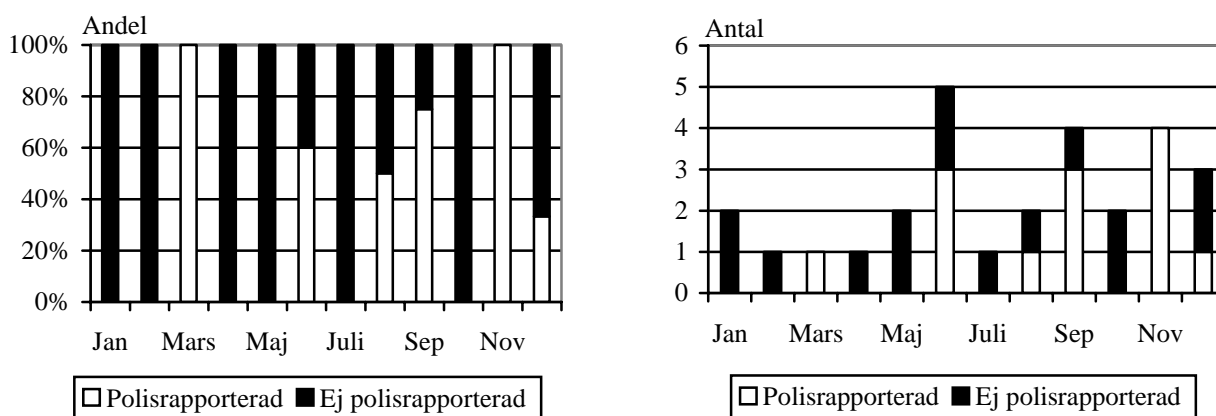 Andel
100%
80%
60%
40%
20%
0%
Jan Mars Maj Juli Sep Nov
Polisrapporterad Ej polisrapporterad
Antal
6
5
4
3
2
1
0
Jan Mars Maj Juli Sep Nov
Polisrapporterad Ej polisrapporterad